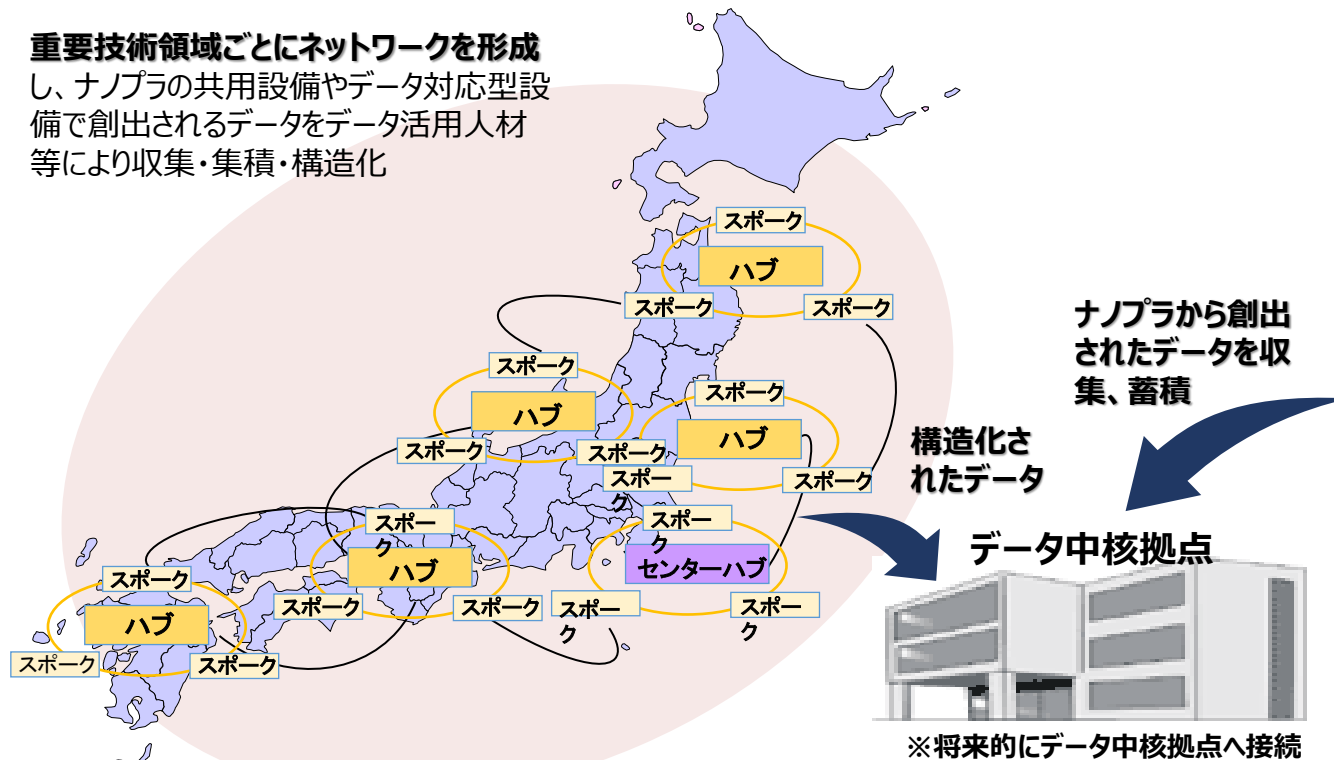 重要技術領域ごとにネットワークを形成
し、ナノプラの共用設備やデータ対応型設
備で創出されるデータをデータ活用人材
等により収集・集積・構造化
スポーク
ハブ
スポーク
スポーク
スポーク
ハブ
スポーク
スポーク
スポーク
ハブ
スポー
ク
スポーク
スポー
ク
センターハブ
スポー
ク
スポー
ク
スポー
ク
ハブ
スポーク
スポーク
スポーク
ハブ
スポーク
スポーク
ナノプラから創出
されたデータを収
集、蓄積
構造化さ
れたデータ
データ中核拠点
※将来的にデータ中核拠点へ接続